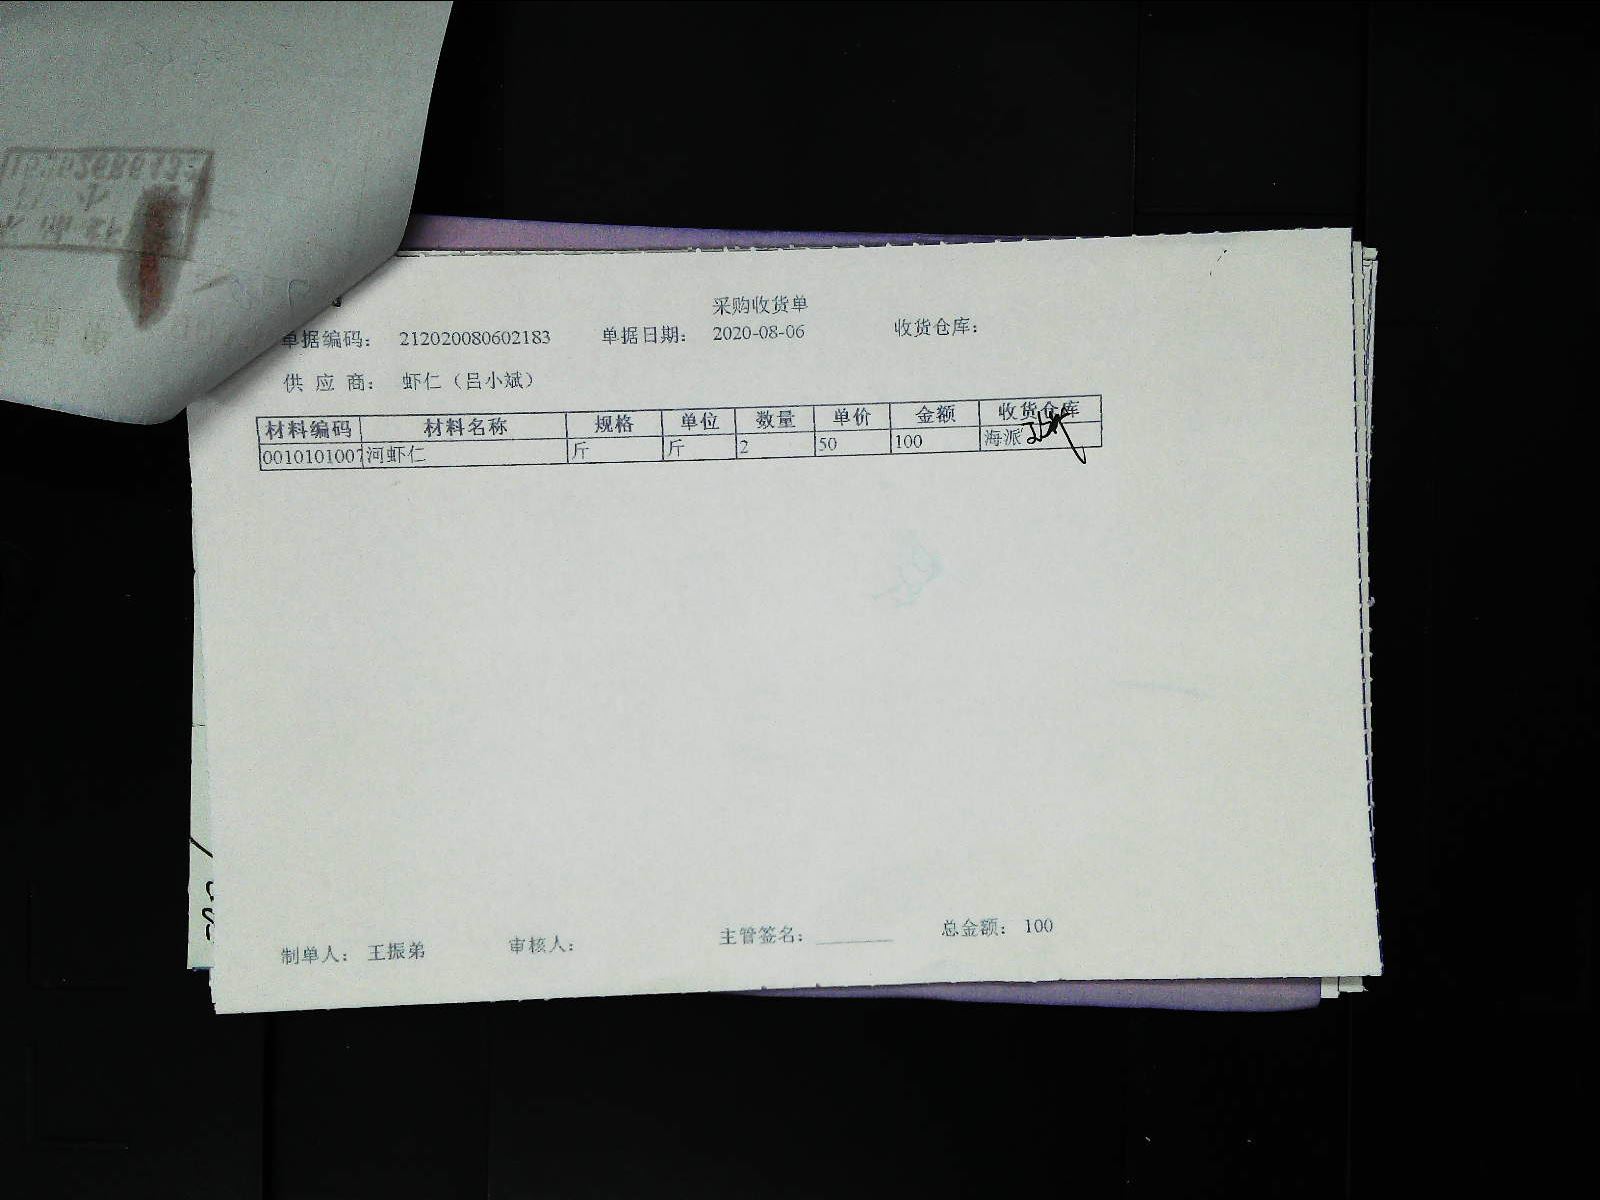 采购收货单
单据编码： 212020080602183 单据日期： 2020-08-06 收货仓库：
供 应 商： 虾仁（吕小斌）
材料编码 材料名称 规格 单位 数量 单价 金额 收货仓库
0010101007 河虾仁 斤 斤 2 50 100 海派
制单人： 王振弟 审核人： 主管签名：________ 总金额： 100